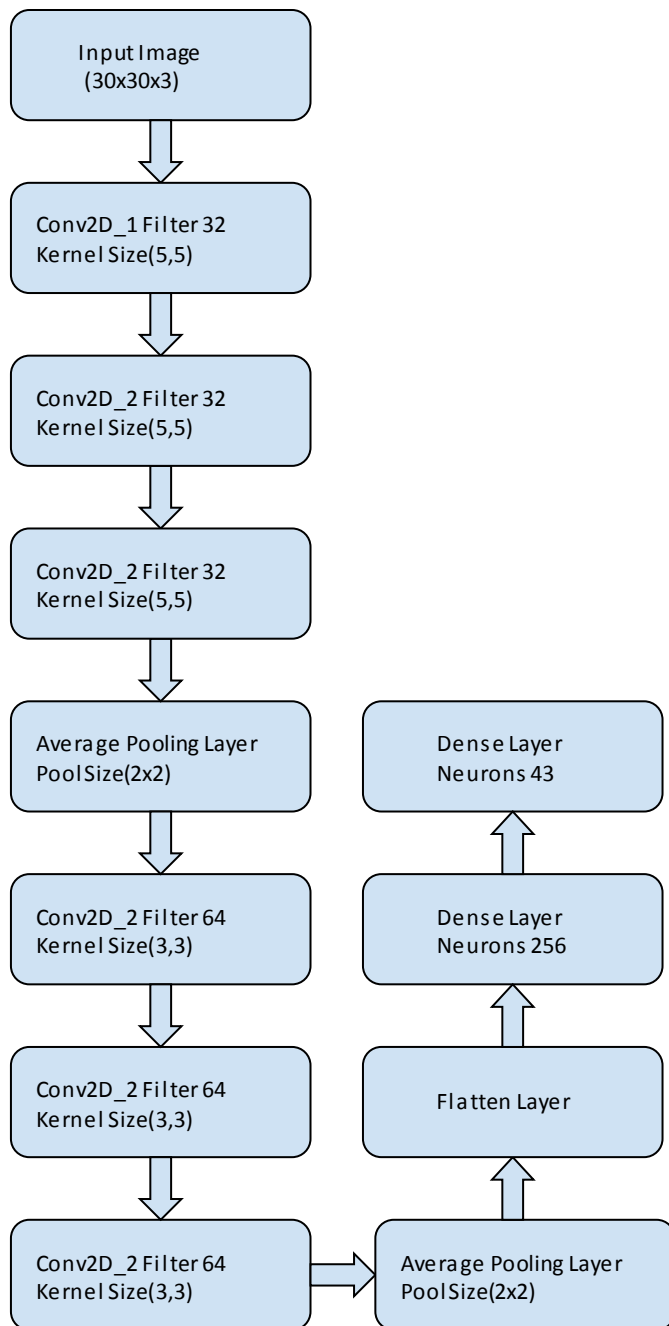 Input Image
(30x30x3)
Conv2D_1 Filter 32
Kernel Size(5,5)
Conv2D_2 Filter 32
Kernel Size(5,5)
Conv2D_2 Filter 32
Kernel Size(5,5)
Average Pooling Layer
Pool Size(2x2)
Conv2D_2 Filter 64
Kernel Size(3,3)
Conv2D_2 Filter 64
Kernel Size(3,3)
Conv2D_2 Filter 64
Kernel Size(3,3)
Average Pooling Layer
Pool Size(2x2)
Flatten Layer
Dense Layer
Neurons 256
Dense Layer
Neurons 43